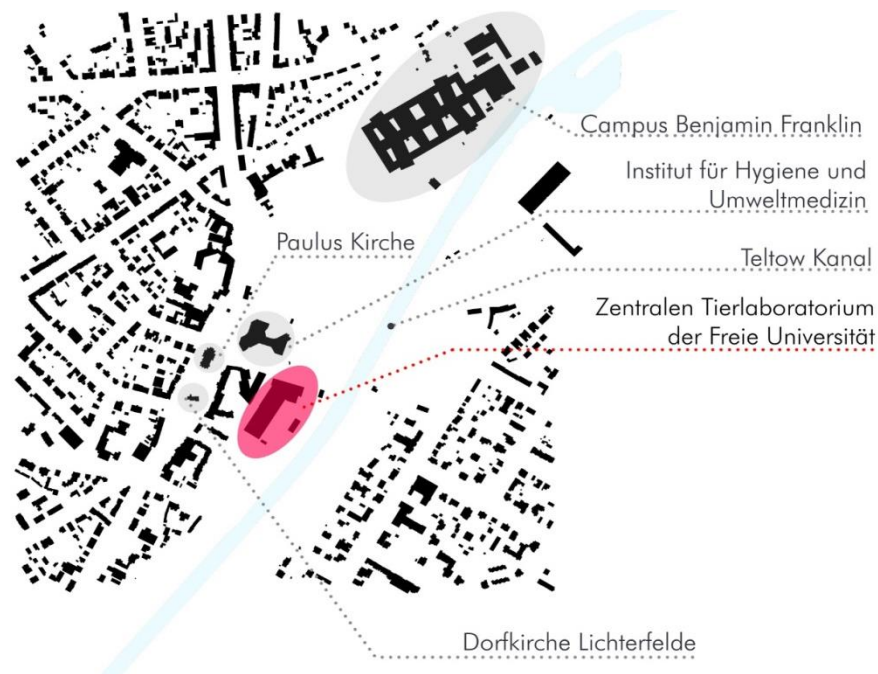 Campus Benjamin Franklin
Institut für Hygiene und
Umweltmedizin
Paulus Kirche
Teltow Kanal
Zentralen Tierlaboratorium
der Freie Universität
Dorfkirche Lichterfelde